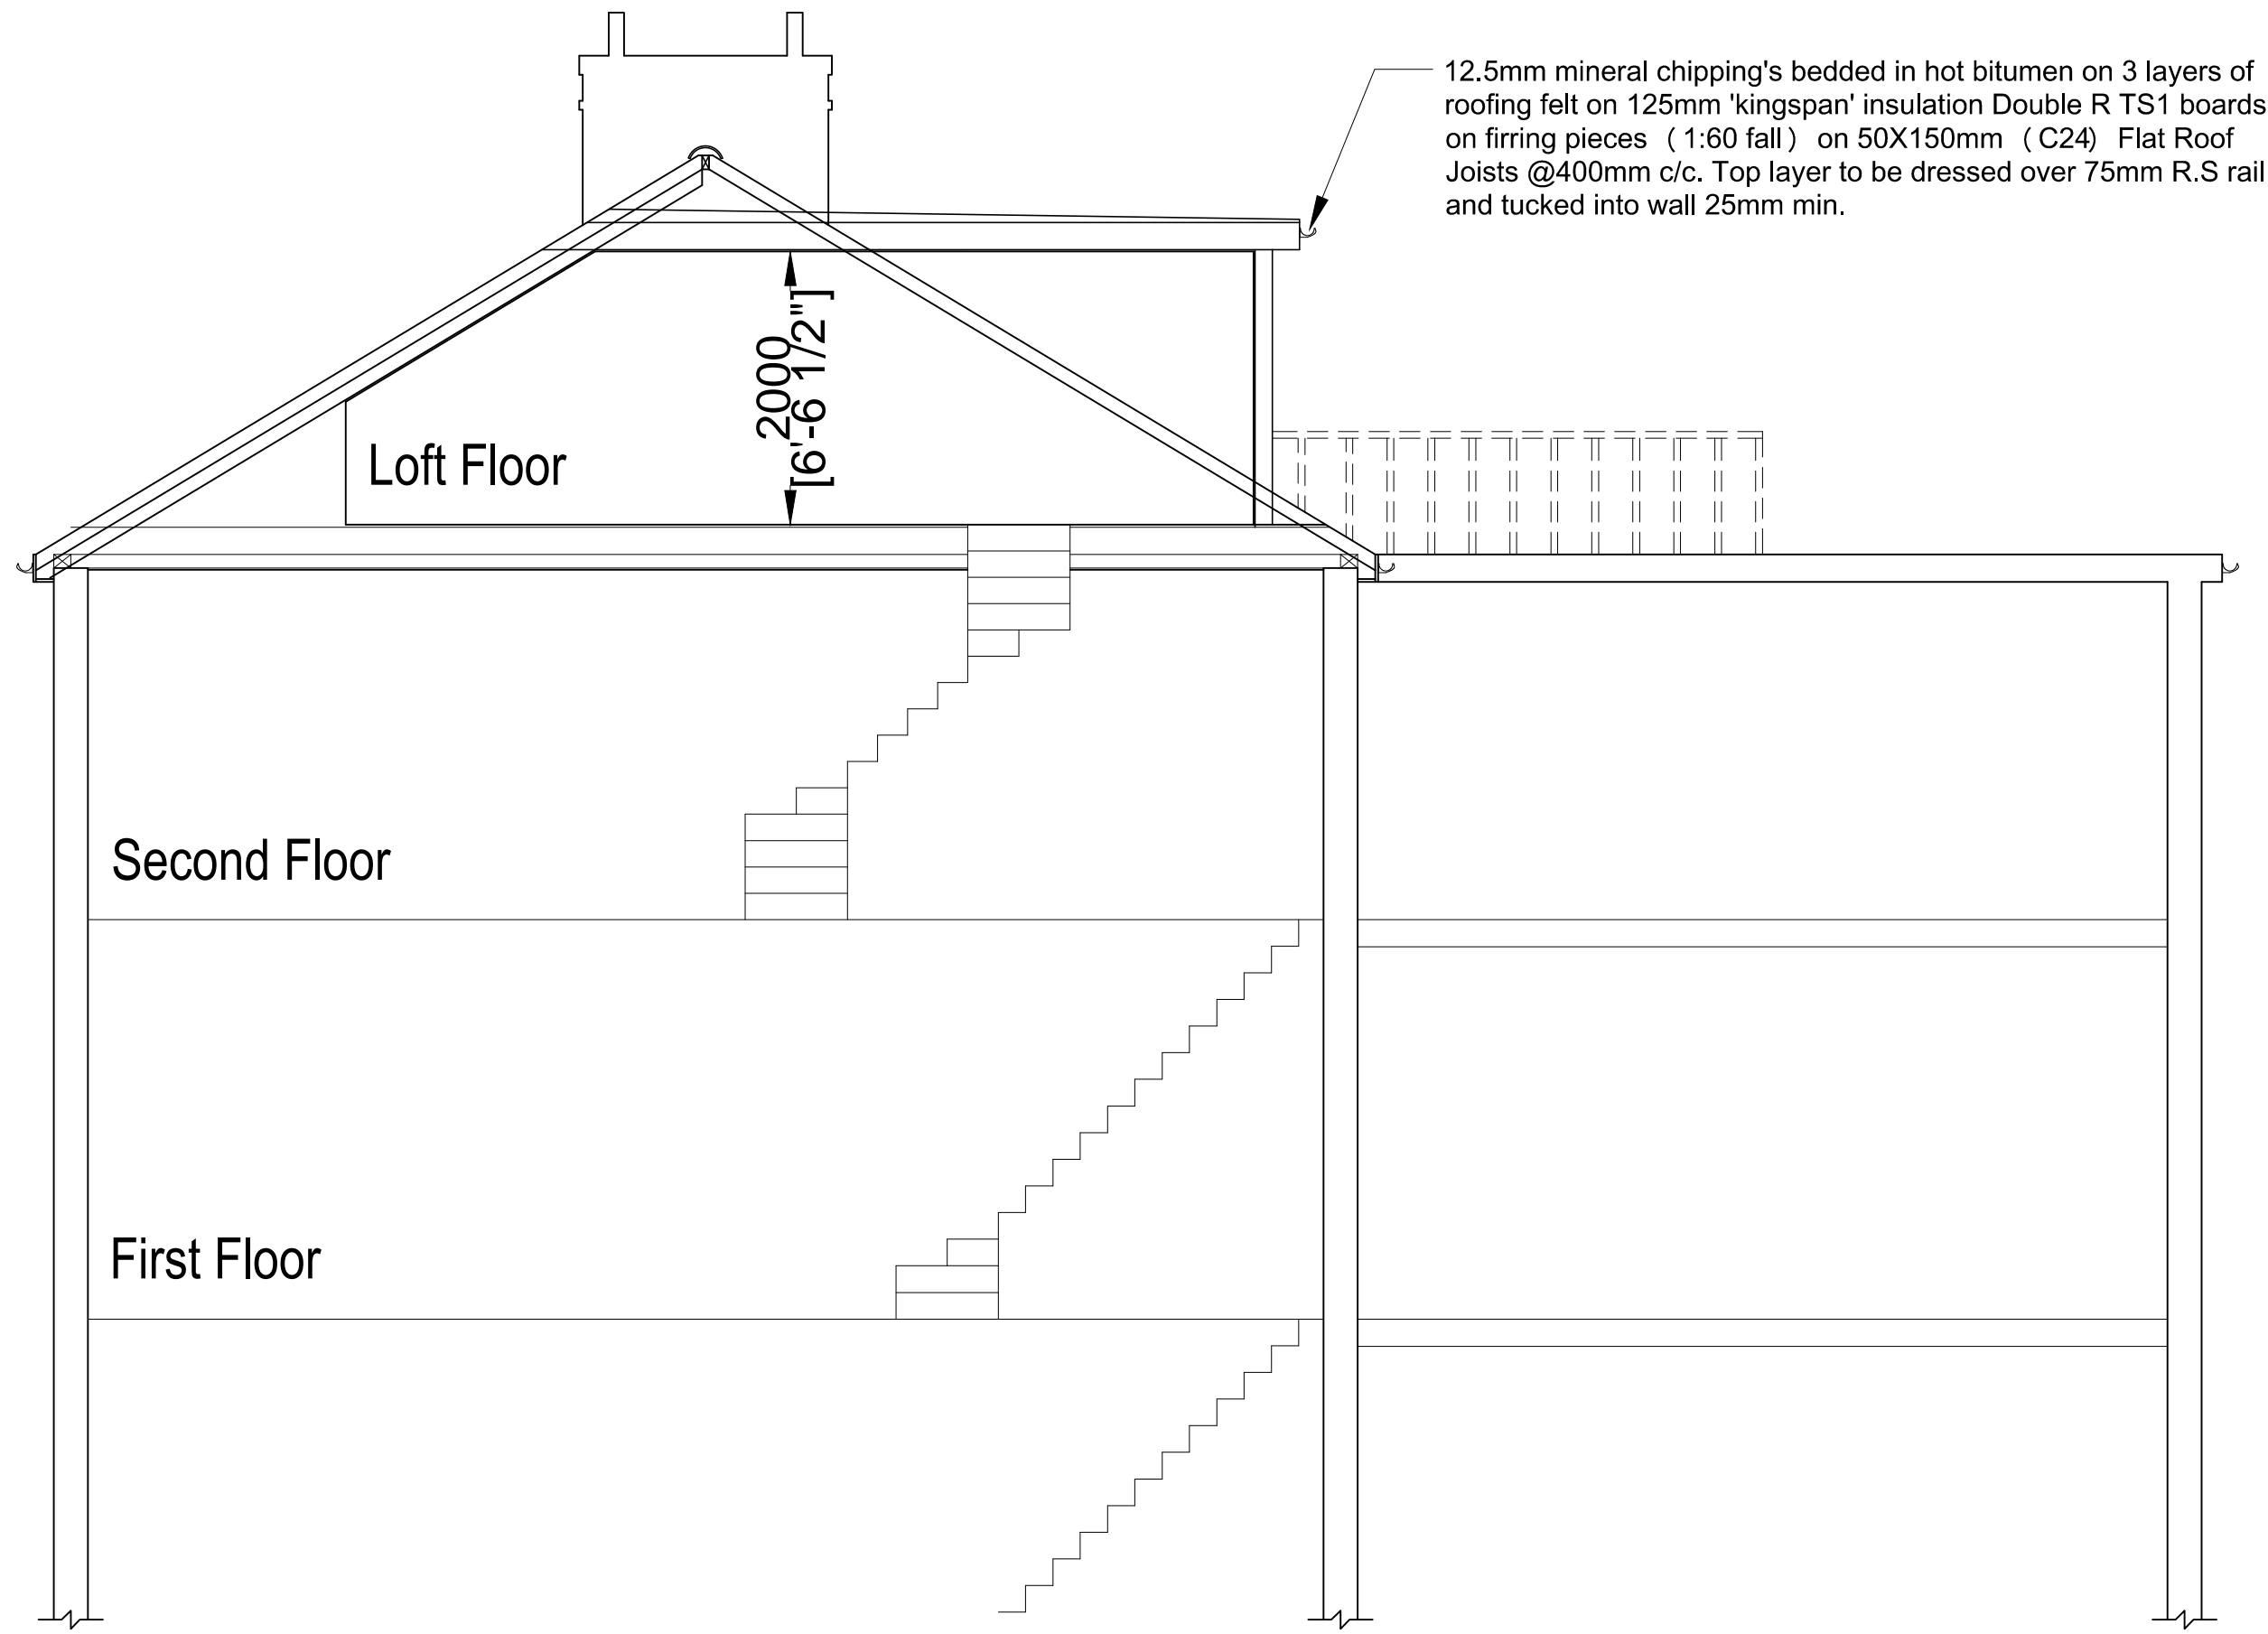 12.5mm mineral chipping's bedded in hot bitumen on 3 layers of
roofing felt on 125mm 'kingspan' insulation Double R TS1 boards
on firring pieces (1:60 fall) on 50X150mm (C24) Flat Roof
Joists @400mm c/c. Top layer to be dressed over 75mm R.S rail
and tucked into wall 25mm min.
2000
[6'-6 1/2"]
Loft Floor
Second Floor
First Floor